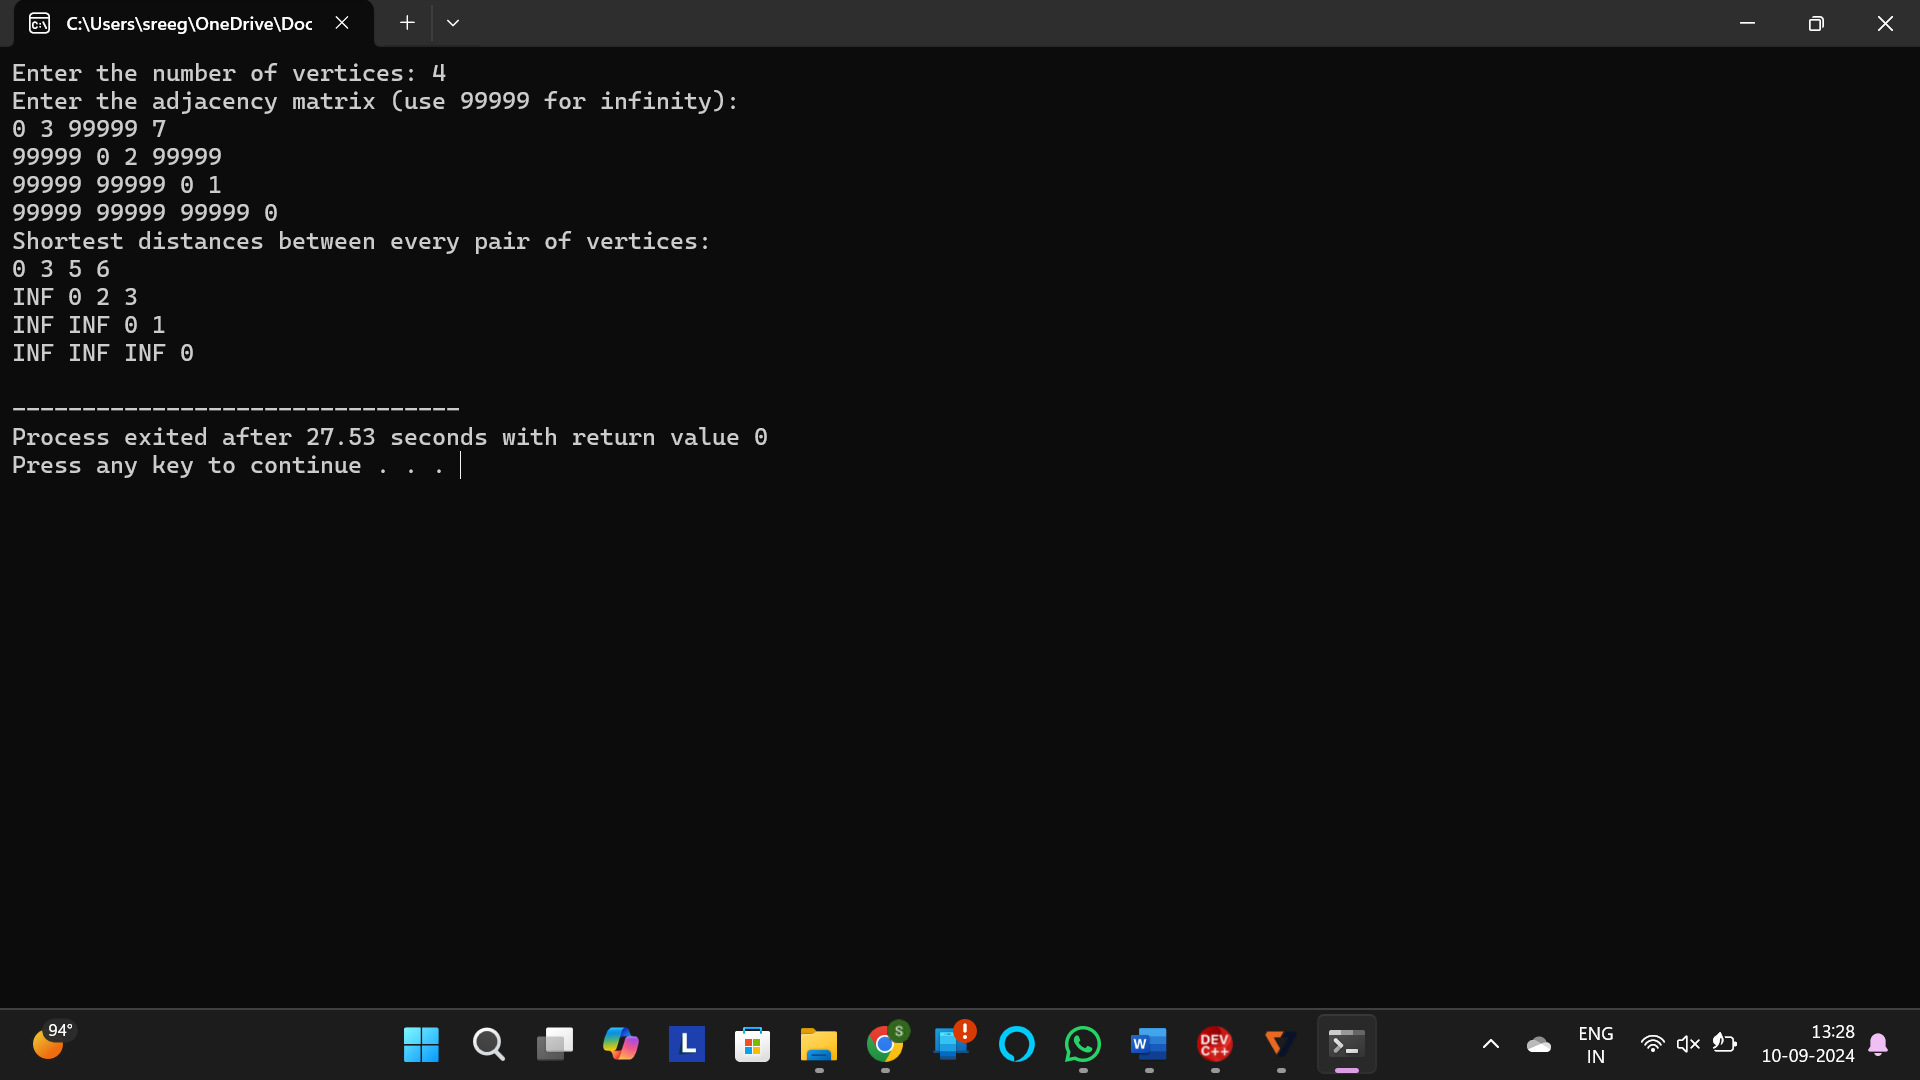 C:\Users\sreeg\OneDrive\Doc
Enter the number of vertices: 4
Enter the adjacency matrix (use 99999 for infinity):
0 3 99999 7
99999 0 2 99999
99999 99999 0 1
99999 99999 99999 0
Shortest distances between every pair of vertices:
0 3 5 6
INF 0 2 3
INF INF 0 1
INF INF INF 0
--------------------------------
Process exited after 27.53 seconds with return value 0
Press any key to continue . . .
94°
L
S
!
W
DEV
C++
ENG
IN
13:28
10-09-2024